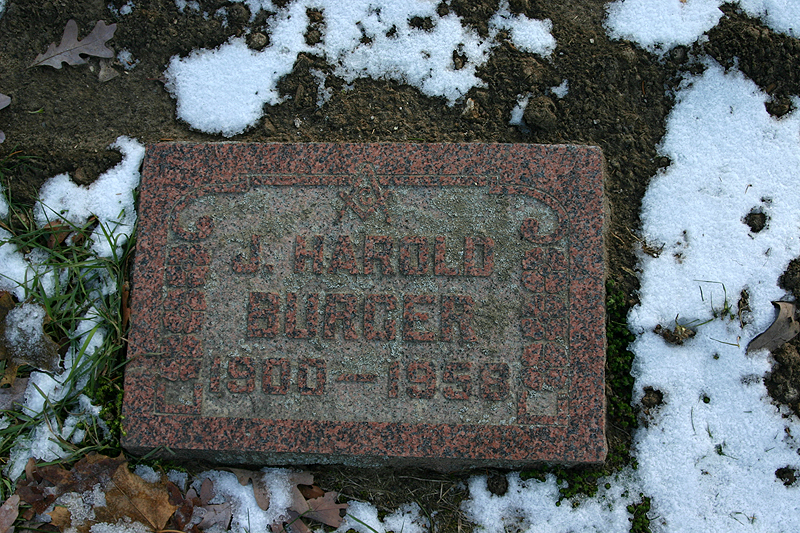 J. HAROLD
BURGER
1900 – 1958